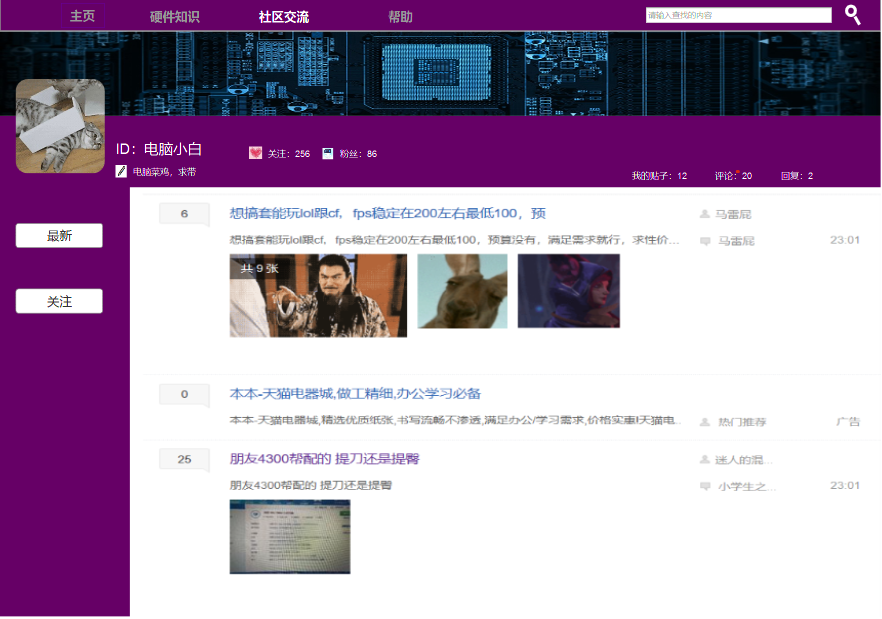 主页 硬件知识 社区交流 帮助 请输入查找的内容
ID：电脑小白 关注：256 粉丝：86
电脑菜鸡，求带
我的贴子：12 评论：20 回复：2
最新
关注
6 想搞套能玩lol跟cf，fps稳定在200左右最低100，预 马雷屁
想搞套能玩lol跟cf，fps稳定在200左右最低100，预算没有，满足需求就行，求性价... 马雷屁 23:01
共 9 张
0 本本-天猫电器城,做工精细,办公学习必备
本本-天猫电器城,精选优质纸张,书写流畅不渗透,满足办公/学习需求,价格实惠!天猫电... 热门推荐 广告
25 朋友4300帮配的 提刀还是提臀 迷人的混...
朋友4300帮配的 提刀还是提臀 小学生之... 23:01